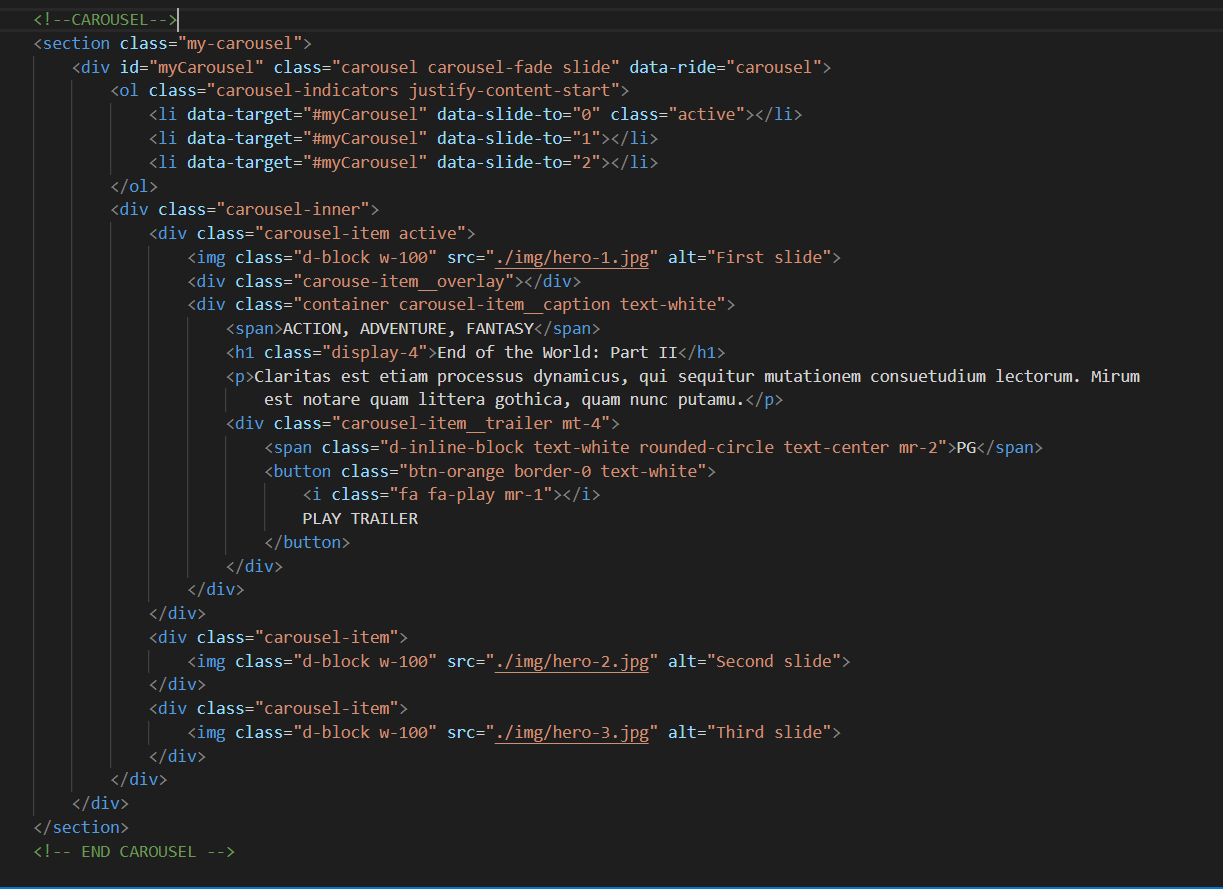 <!--CAROUSEL-->
<section class="my-carousel">
<div id="myCarousel" class="carousel carousel-fade slide" data-ride="carousel">
<ol class="carousel-indicators justify-content-start">
<li data-target="#myCarousel" data-slide-to="0" class="active"></li>
<li data-target="#myCarousel" data-slide-to="1"></li>
<li data-target="#myCarousel" data-slide-to="2"></li>
</ol>
<div class="carousel-inner">
<div class="carousel-item active">
<img class="d-block w-100" src="./img/hero-1.jpg" alt="First slide">
<div class="carouse-item__overlay"></div>
<div class="container carousel-item__caption text-white">
<span>ACTION, ADVENTURE, FANTASY</span>
<h1 class="display-4">End of the World: Part II</h1>
<p>Claritas est etiam processus dynamicus, qui sequitur mutationem consuetudium lectorum. Mirum
est notare quam littera gothica, quam nunc putamu.</p>
<div class="carousel-item__trailer mt-4">
<span class="d-inline-block text-white rounded-circle text-center mr-2">PG</span>
<button class="btn-orange border-0 text-white">
<i class="fa fa-play mr-1"></i>
PLAY TRAILER
</button>
</div>
</div>
</div>
<div class="carousel-item">
<img class="d-block w-100" src="./img/hero-2.jpg" alt="Second slide">
</div>
<div class="carousel-item">
<img class="d-block w-100" src="./img/hero-3.jpg" alt="Third slide">
</div>
</div>
</div>
</section>
<!-- END CAROUSEL -->